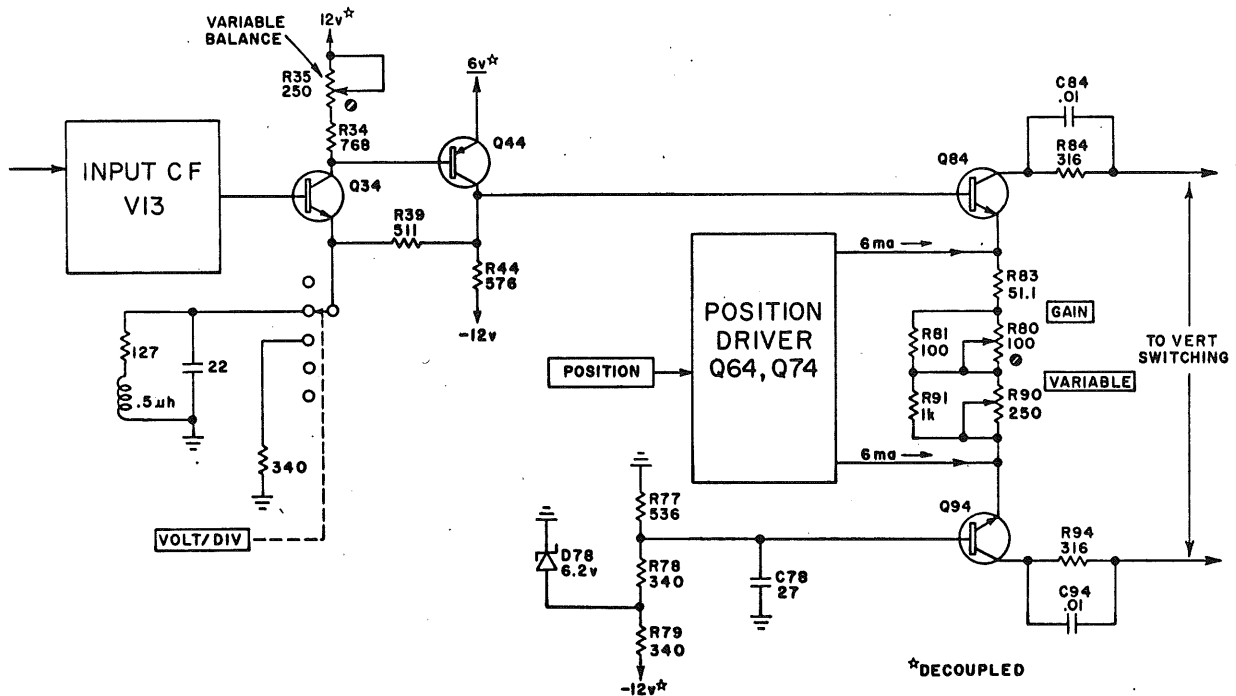 VARIABLE
BALANCE
12v☆
R35
250
R34
768
6v☆
Q44
INPUT CF
V13
Q34
R39
511
R44
576
-12v
127
.5µh
22
340
VOLT/DIV
POSITION
POSITION
DRIVER
Q64, Q74
6ma
6ma
Q84
C84
.01
R84
316
R83
51.1
GAIN
R81
100
R80
100
VARIABLE
R91
1k
R90
250
TO VERT
SWITCHING
Q94
R94
316
C94
.01
R77
536
D78
6.2v
R78
340
C78
27
R79
340
-12v☆
☆DECOUPLED